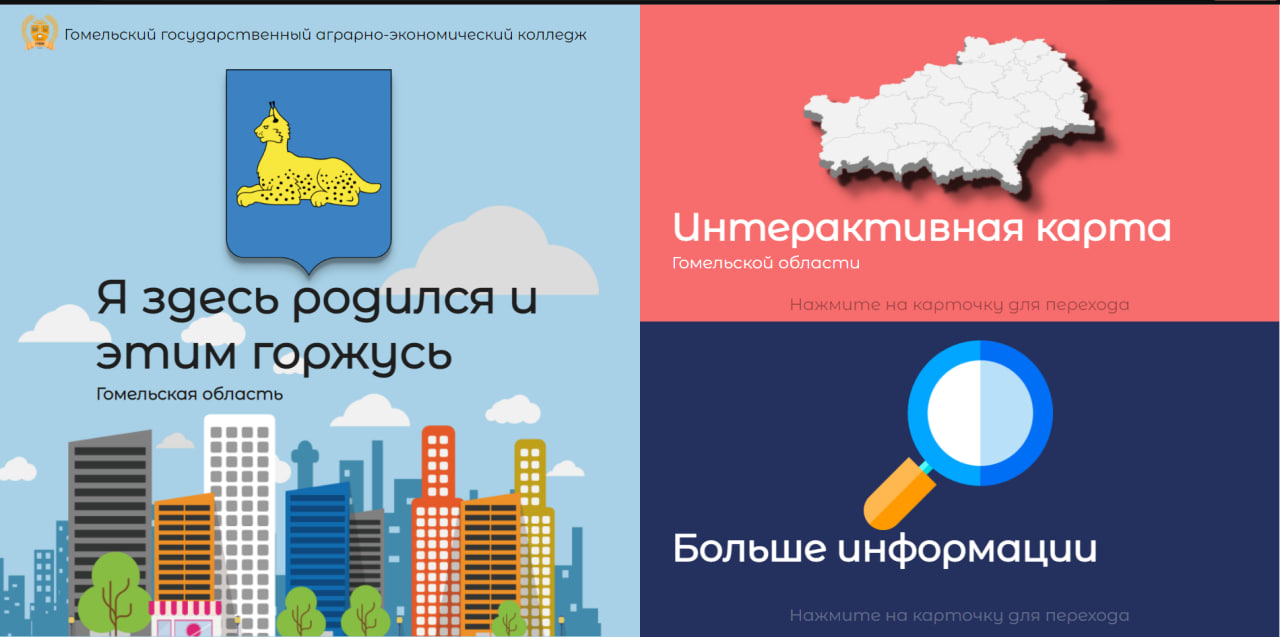 Гомельский государственный аграрно-экономический колледж
Я здесь родился и
этим горжусь
Гомельская область
Интерактивная карта
Гомельской области
Нажмите на карточку для перехода
Больше информации
Нажмите на карточку для перехода